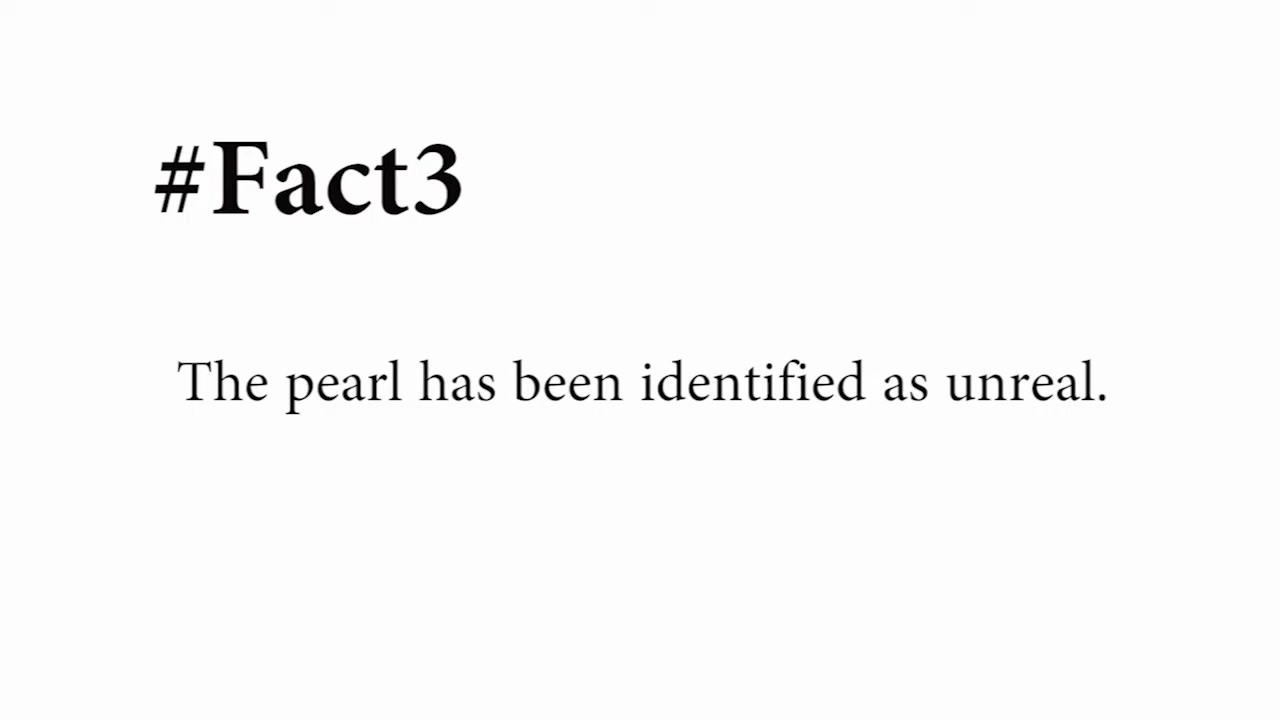 #Fact3
The pearl has been identified as unreal.